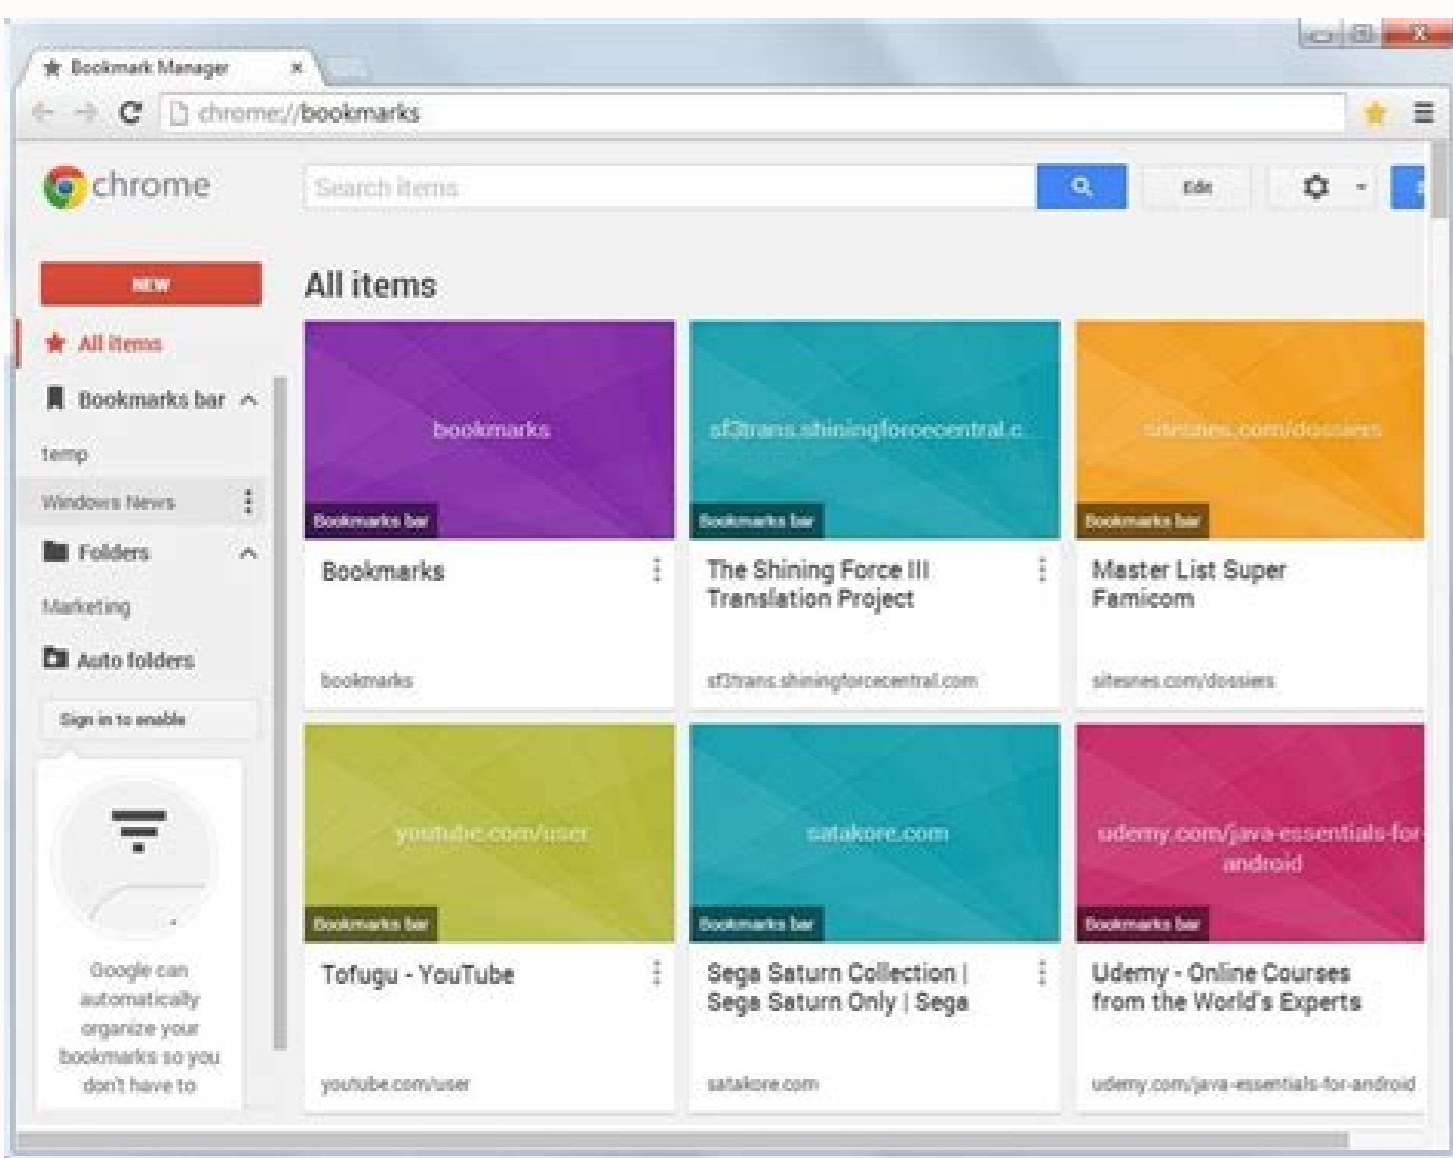 Bookmark Manager
chrome://bookmarks
chrome
Search items
Edit
NEW
All items
Bookmarks bar
temp
Windows News
Folders
Marketing
Auto folders
Sign in to enable
Google can
automatically
organize your
bookmarks so you
don't have to
All items
bookmarks
Bookmarks bar
Bookmarks
bookmarks
sf3trans.shiningforcecentral.c
Bookmarks bar
The Shining Force III
Translation Project
sf3trans.shiningforcecentral.com
sitesnes.com/dossiers
Bookmarks bar
Master List Super
Famicom
sitesnes.com/dossiers
youtube.com/user
Bookmarks bar
Tofugu - YouTube
youtube.com/user
satakore.com
Bookmarks bar
Sega Saturn Collection |
Sega Saturn Only | Sega
satakore.com
udemy.com/java-essentials-for-
android
Bookmarks bar
Udemy - Online Courses
from the World's Experts
udemy.com/java-essentials-for-android